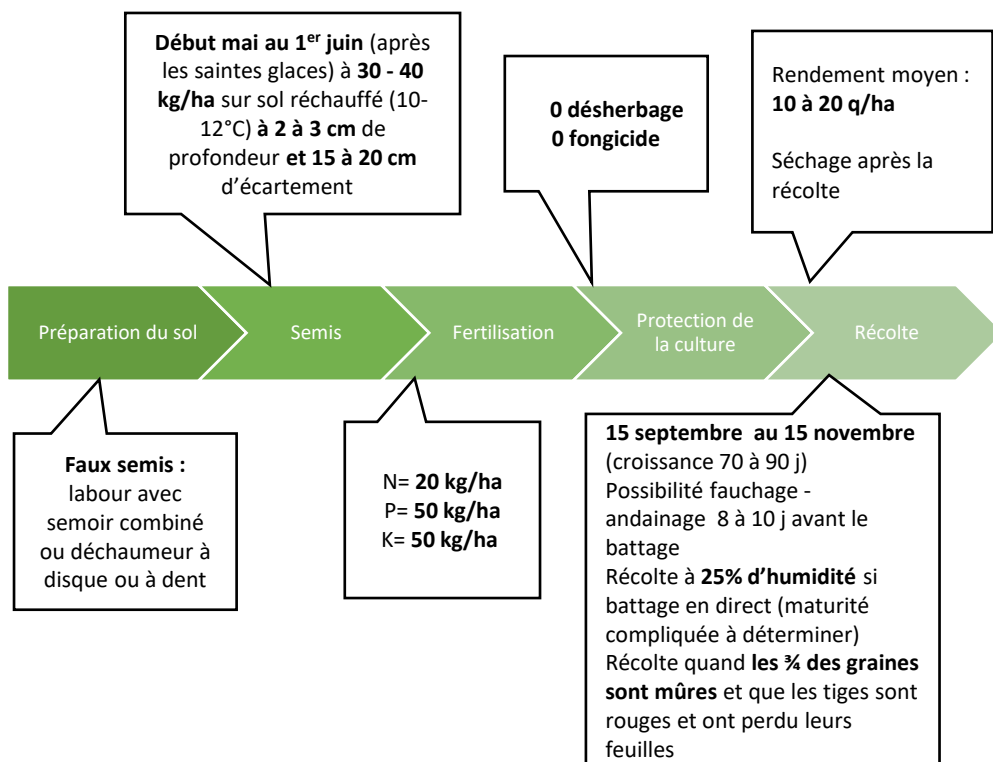 Début mai au 1er juin (après
les saintes glaces) à 30 - 40
kg/ha sur sol réchauffé (10-
12°C) à 2 à 3 cm de
profondeur et 15 à 20 cm
d’écartement
0 désherbage
0 fongicide
Rendement moyen :
10 à 20 q/ha
Séchage après la
récolte
Préparation du sol
Semis
Fertilisation
Protection de
la culture
Récolte
Faux semis :
labour avec
semoir combiné
ou déchaumeur à
disque ou à dent
N= 20 kg/ha
P= 50 kg/ha
K= 50 kg/ha
15 septembre au 15 novembre
(croissance 70 à 90 j)
Possibilité fauchage -
andainage 8 à 10 j avant le
battage
Récolte à 25% d’humidité si
battage en direct (maturité
compliquée à déterminer)
Récolte quand les ¾ des graines
sont mûres et que les tiges sont
rouges et ont perdu leurs
feuilles